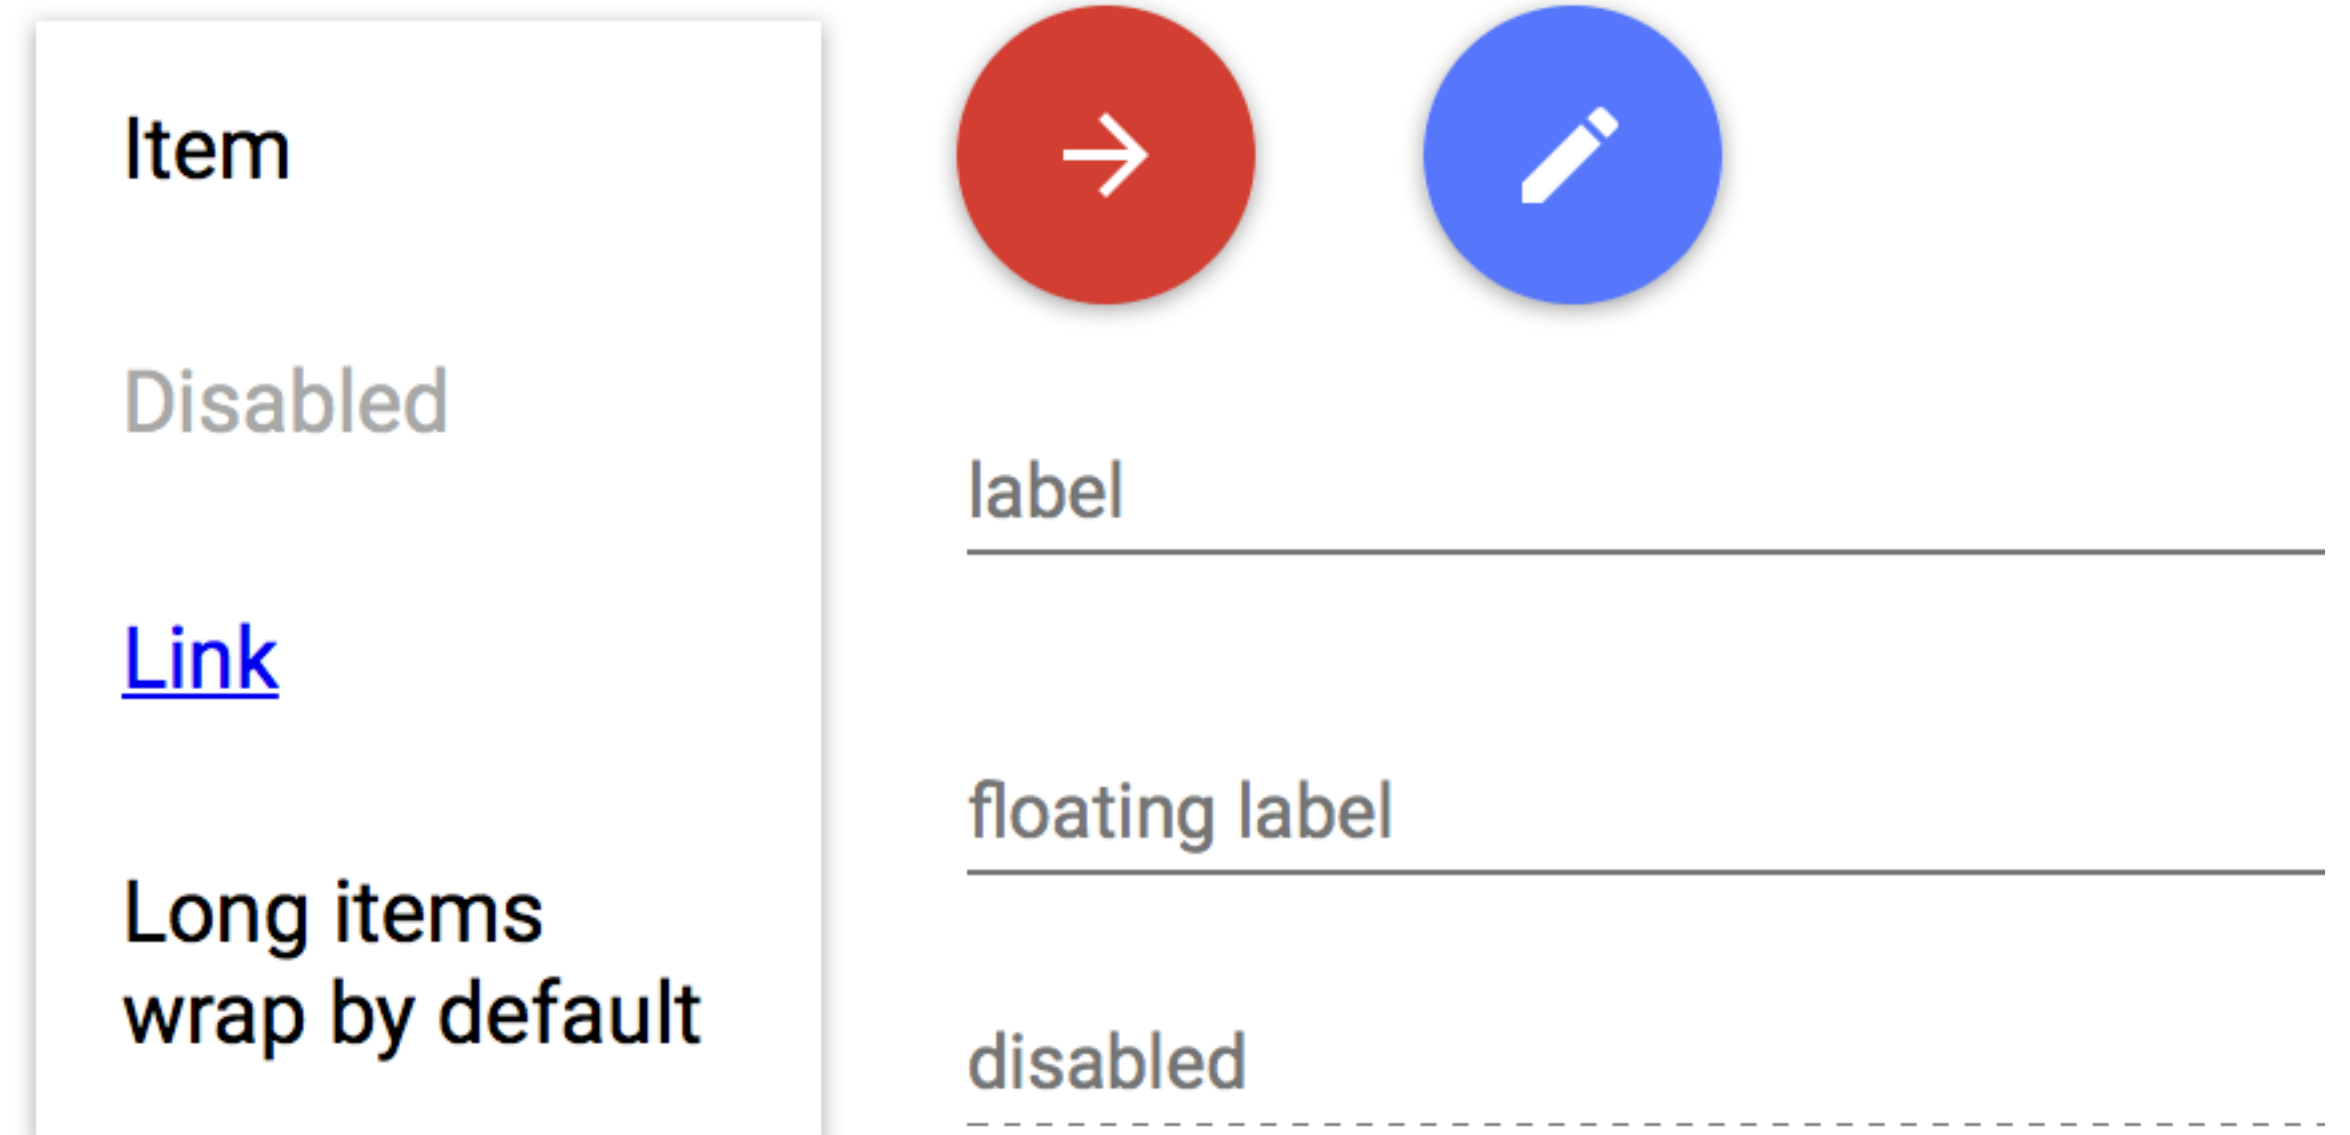 Item
Disabled
Link
Long items
wrap by default
label
floating label
disabled